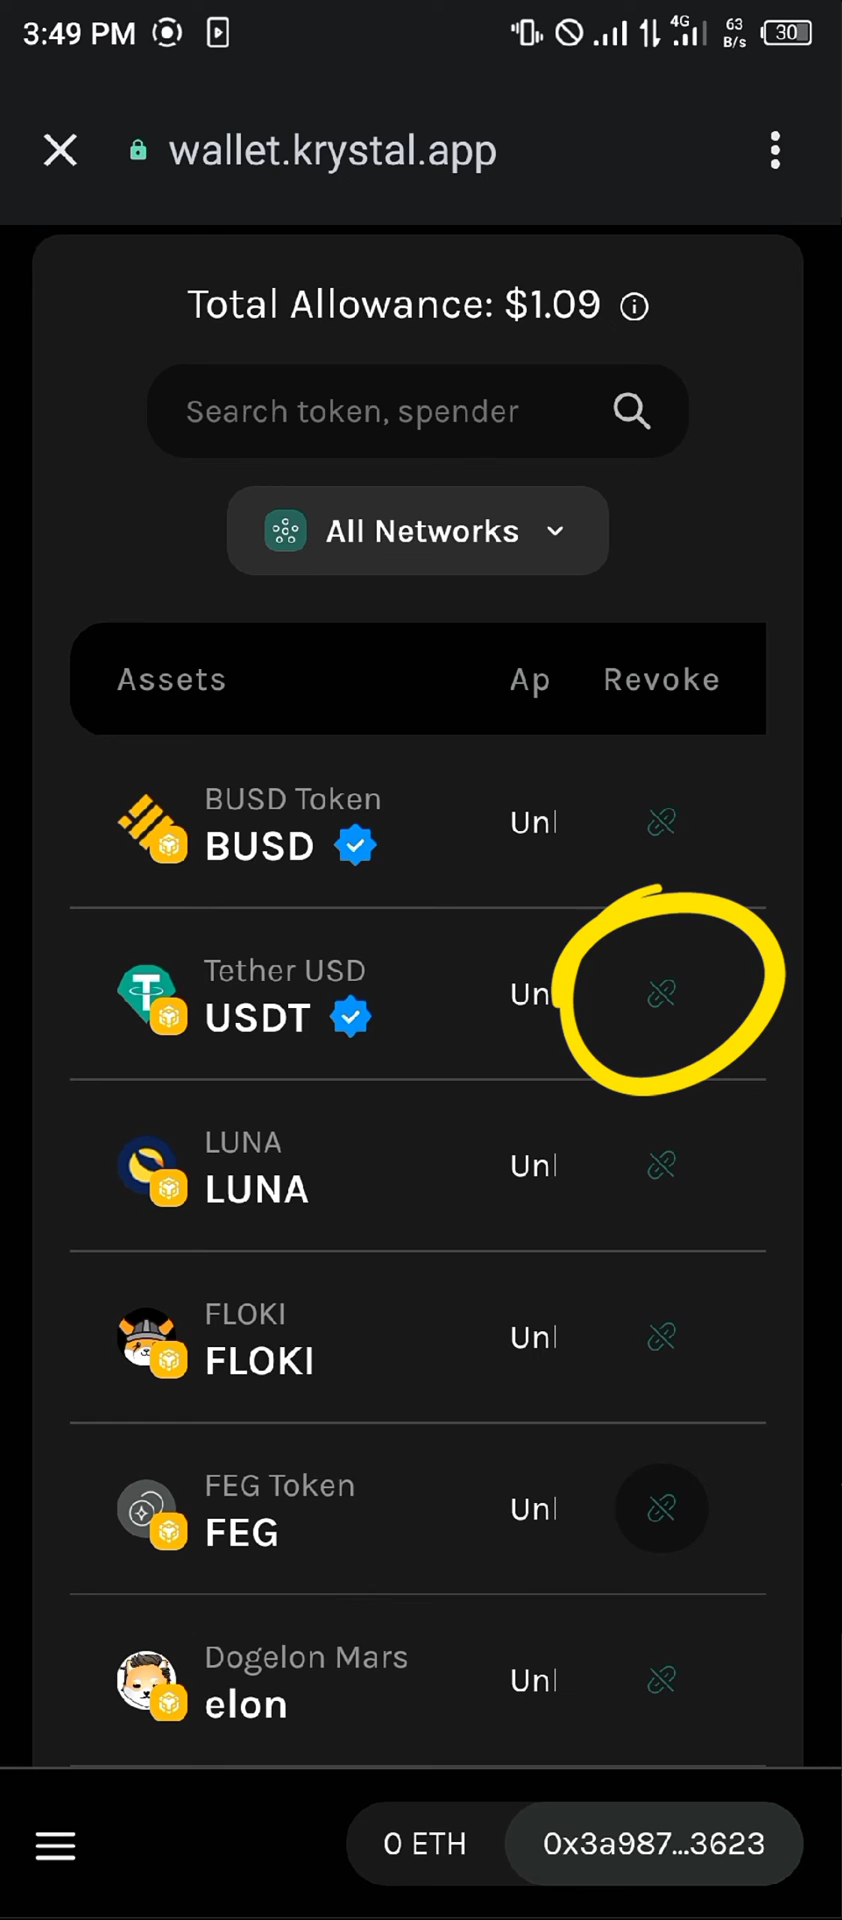 3:49 PM
4G 63 B/s 30
wallet.krystal.app
Total Allowance: $1.09
Search token, spender
All Networks
Assets Ap Revoke
BUSD Token
BUSD Unl
Tether USD
USDT Un
LUNA
LUNA Unl
FLOKI
FLOKI Unl
FEG Token
FEG Unl
Dogelon Mars
elon Unl
0 ETH 0x3a987...3623